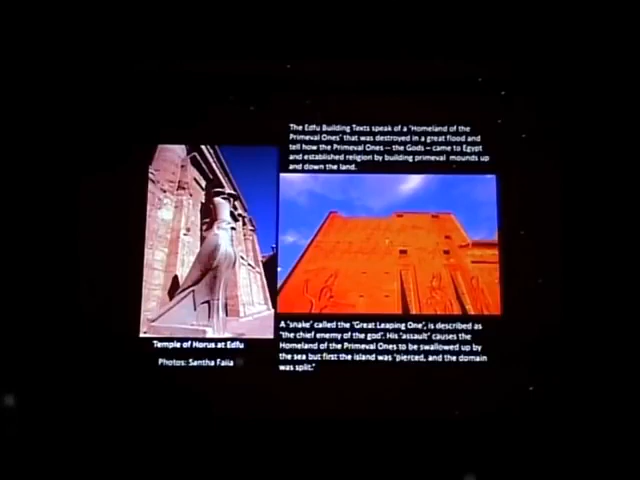 The Edfu Building Texts speak of a 'Homeland of the
Primeval Ones' that was destroyed in a great flood and
tell how the Primeval Ones – the Gods – came to Egypt
and established religion by building primeval mounds up
and down the land.
A 'snake' called the 'Great Leaping One', is described as
'the chief enemy of the god'. His 'assault' causes the
Homeland of the Primeval Ones to be swallowed up by
the sea but first the island was 'pierced, and the domain
was split.'
Temple of Horus at Edfu
Photos: Santha Faiia